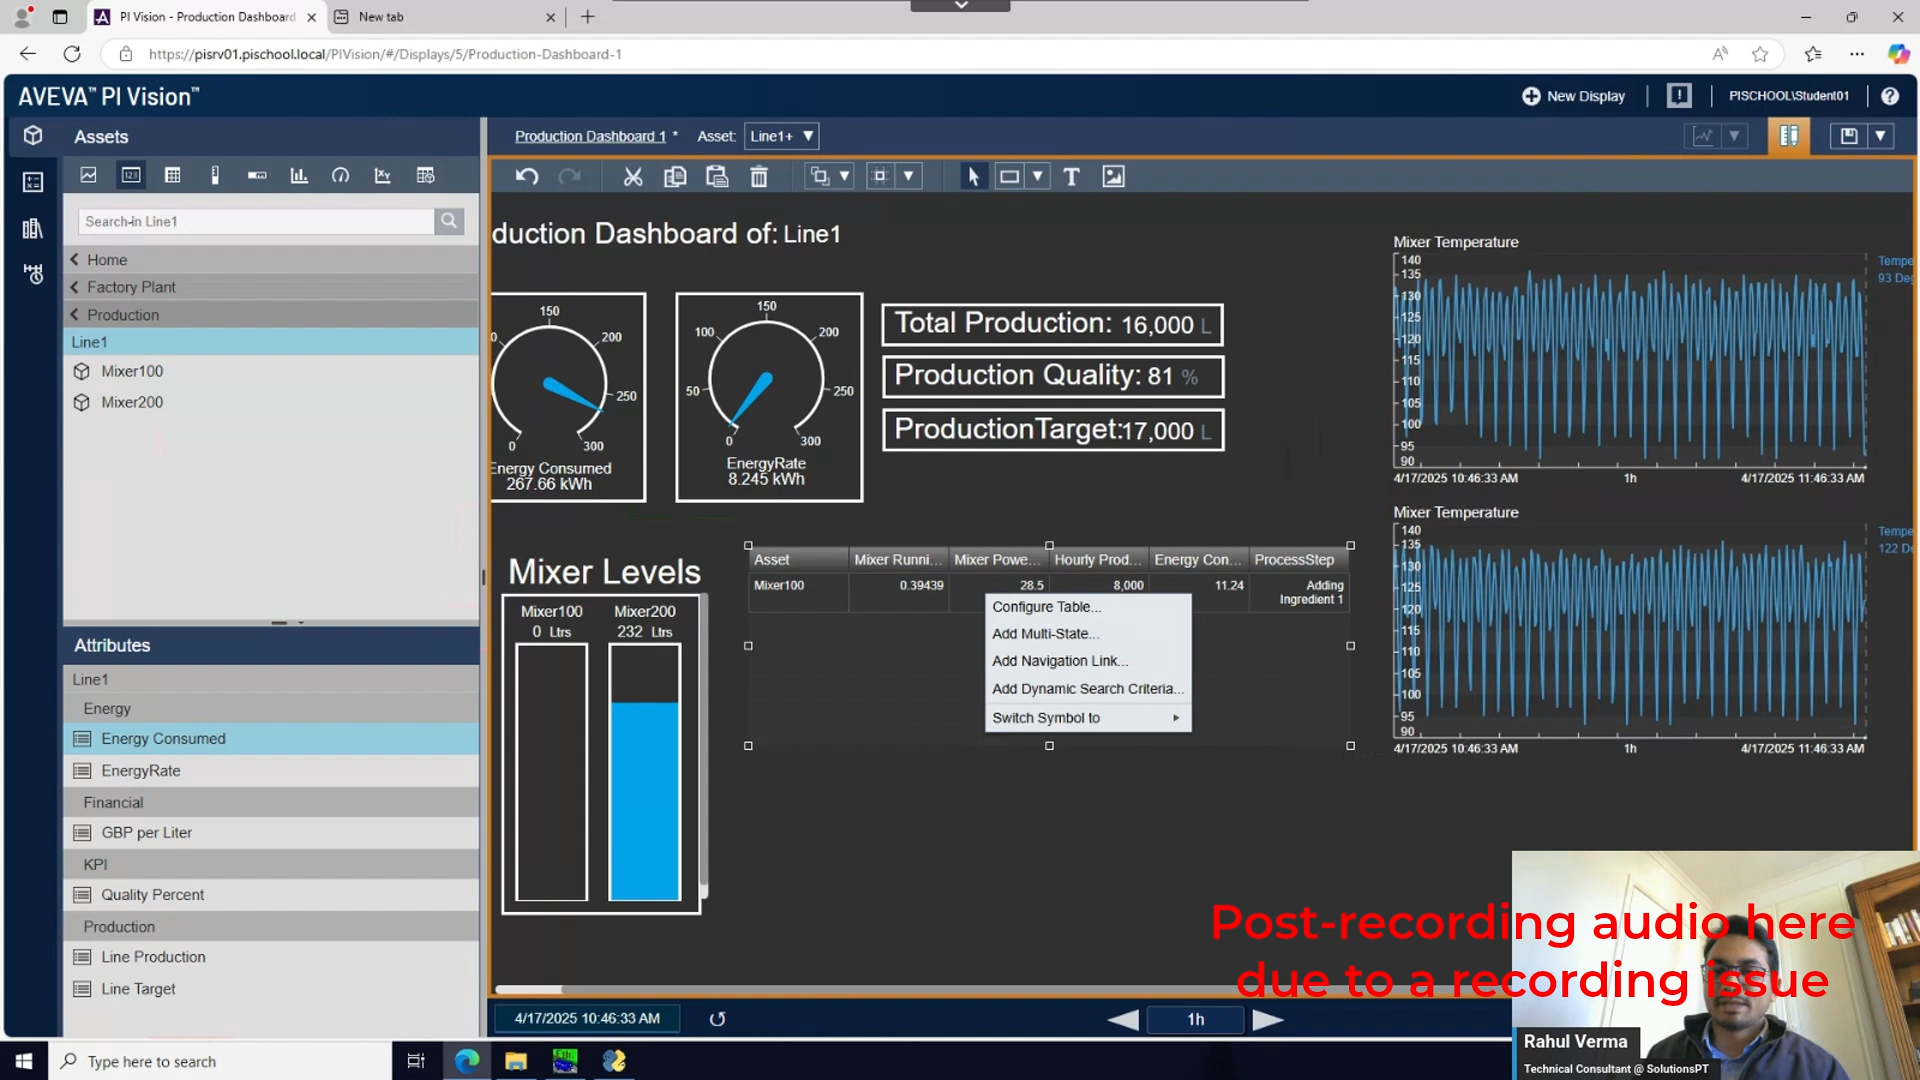 PI Vision - Production Dashboard
New tab
https://pisrv01.pischool.local/PIVision/#/Displays/5/Production-Dashboard-1
AVEVA™ PI Vision™
New Display
PISCHOOL\Student01
Assets
Production Dashboard 1 *
Asset:
Line1+
Search in Line1
Home
Factory Plant
Production
Line1
Mixer100
Mixer200
Attributes
Line1
Energy
Energy Consumed
EnergyRate
Financial
GBP per Liter
KPI
Quality Percent
Production
Line Production
Line Target
duction Dashboard of: Line1
150
200
250
300
0
Energy Consumed
267.66 kWh
150
100
200
50
250
0
300
EnergyRate
8.245 kWh
Total Production: 16,000 L
Production Quality: 81 %
ProductionTarget:17,000 L
Mixer Levels
Mixer100
0 Ltrs
Mixer200
232 Ltrs
Asset
Mixer Runni...
Mixer Powe...
Hourly Prod...
Energy Con...
ProcessStep
Mixer100
0.39439
28.5
8,000
11.24
Adding
Ingredient 1
Configure Table...
Add Multi-State...
Add Navigation Link...
Add Dynamic Search Criteria...
Switch Symbol to
Mixer Temperature
140
135
130
125
120
115
110
105
100
95
90
Tempe
93 Deg
4/17/2025 10:46:33 AM
1h
4/17/2025 11:46:33 AM
Mixer Temperature
140
135
130
125
120
115
110
105
100
95
90
Tempe
122 De
4/17/2025 10:46:33 AM
1h
4/17/2025 11:46:33 AM
4/17/2025 10:46:33 AM
1h
Post-recording audio here
due to a recording issue
Rahul Verma
Technical Consultant @ SolutionsPT
Type here to search